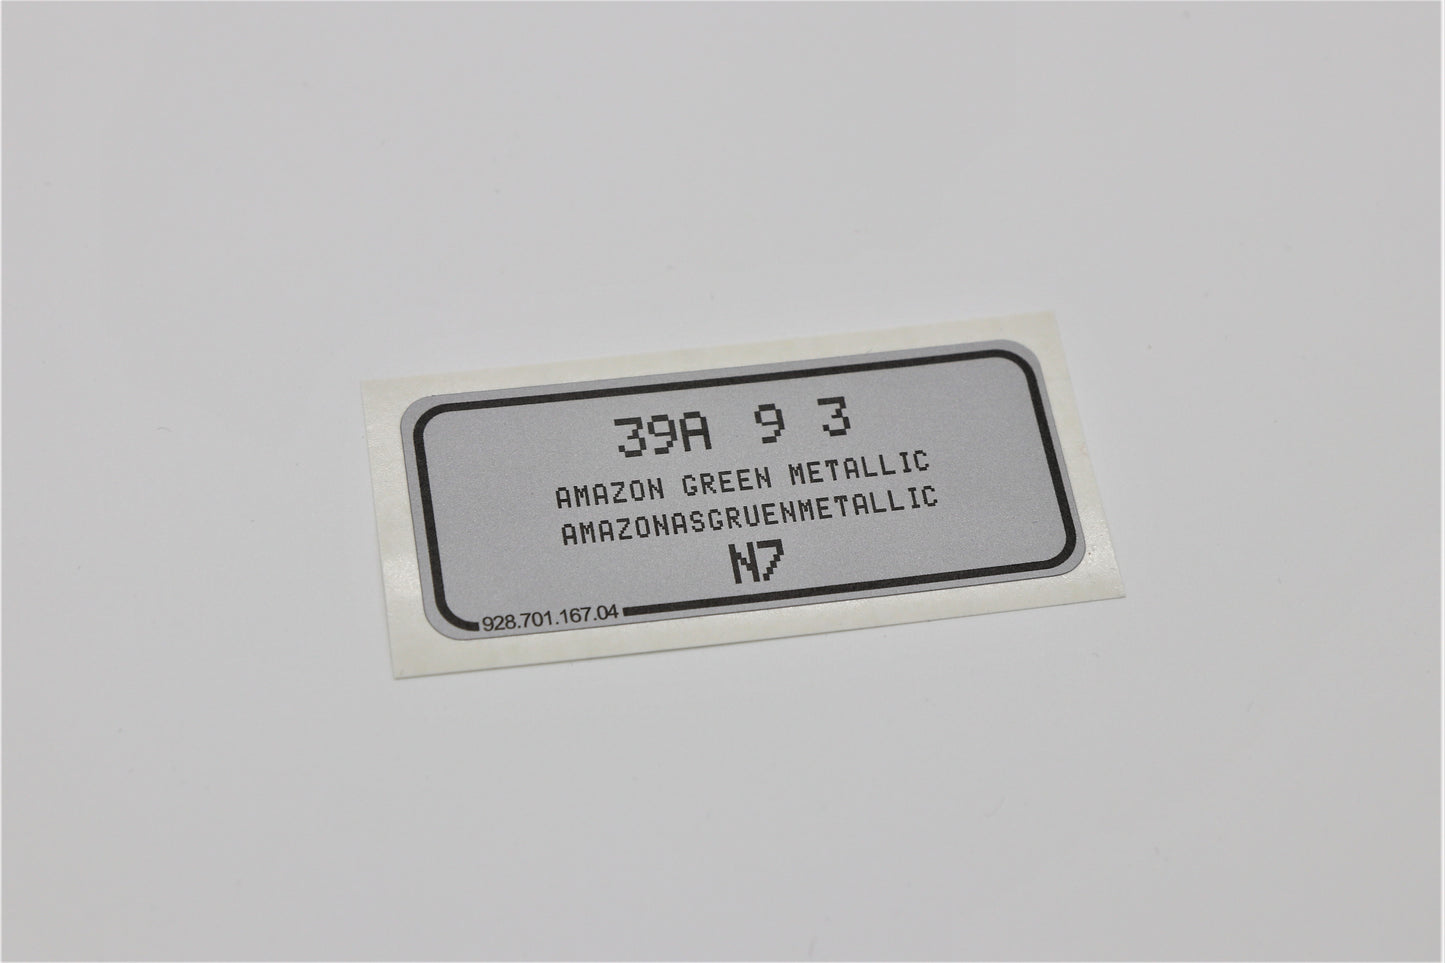 39A 9 3
AMAZON GREEN METALLIC
AMAZONASGRUENMETALLIC
N7
928.701.167.04